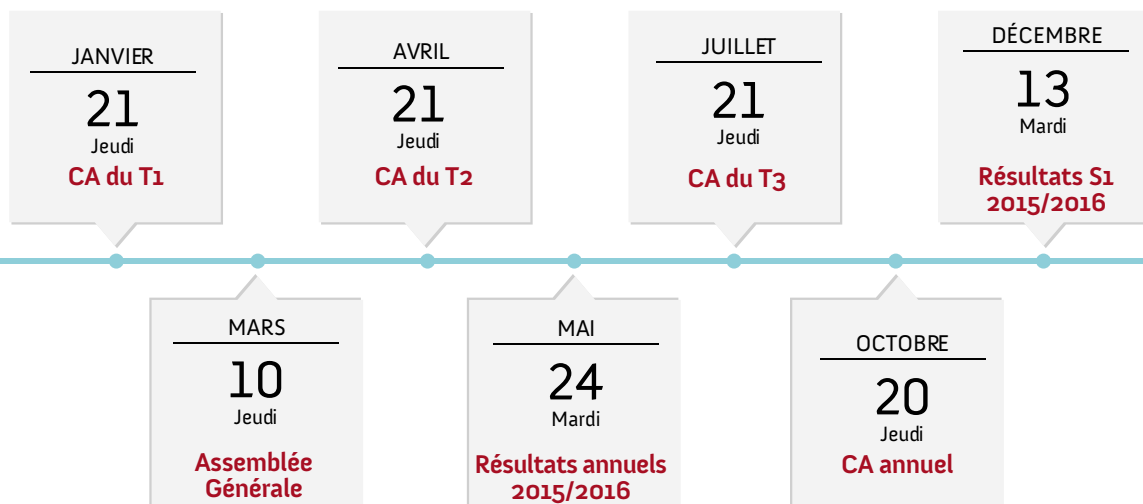 JANVIER
21
Jeudi
CA du T1
AVRIL
21
Jeudi
CA du T2
JUILLET
21
Jeudi
CA du T3
DÉCEMBRE
13
Mardi
Résultats S1
2015/2016
MARS
10
Jeudi
Assemblée
Générale
MAI
24
Mardi
Résultats annuels
2015/2016
OCTOBRE
20
Jeudi
CA annuel